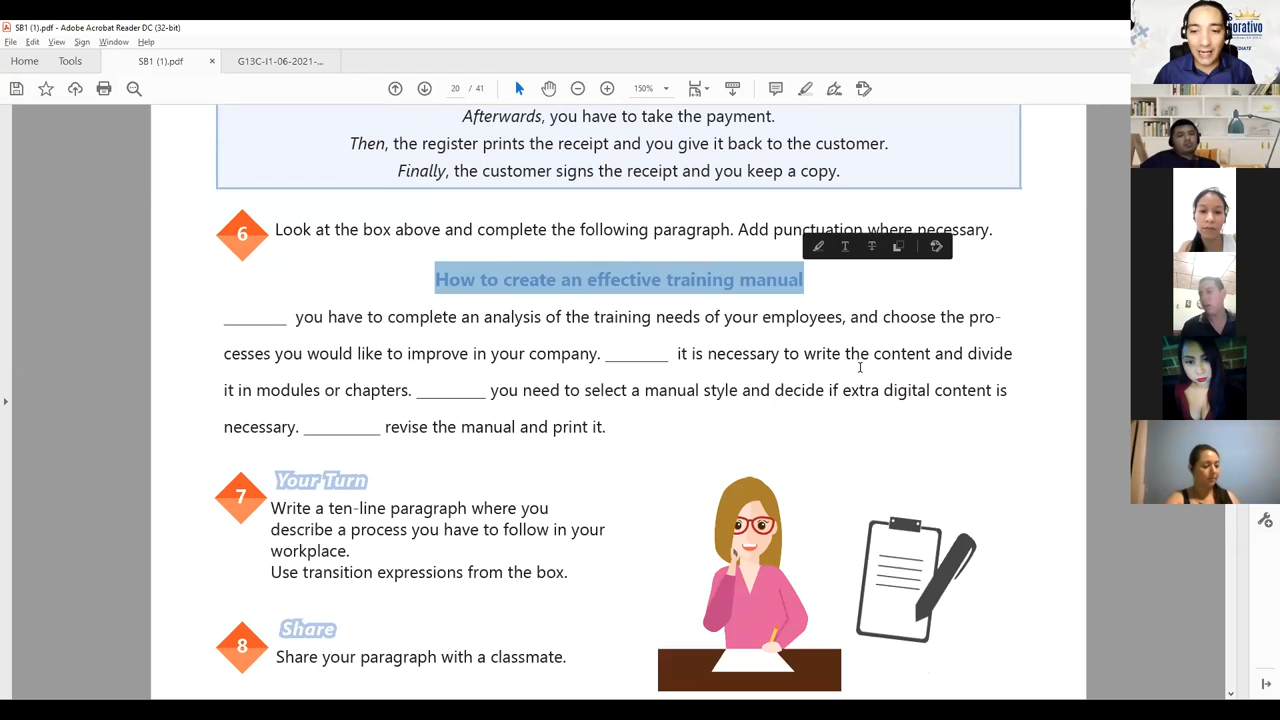 SB1 (1).pdf - Adobe Acrobat Reader DC (32-bit)
File Edit View Sign Window Help
Home Tools SB1 (1).pdf × G13C-I1-06-2021-...
20 / 41 150%
Afterwards, you have to take the payment.
Then, the register prints the receipt and you give it back to the customer.
Finally, the customer signs the receipt and you keep a copy.
6 Look at the box above and complete the following paragraph. Add punctuation where necessary.
How to create an effective training manual
_______ you have to complete an analysis of the training needs of your employees, and choose the pro-
cesses you would like to improve in your company. _______ it is necessary to write the content and divide
it in modules or chapters. ________ you need to select a manual style and decide if extra digital content is
necessary. _________ revise the manual and print it.
7 Your Turn
Write a ten-line paragraph where you
describe a process you have to follow in your
workplace.
Use transition expressions from the box.
8 Share
Share your paragraph with a classmate.